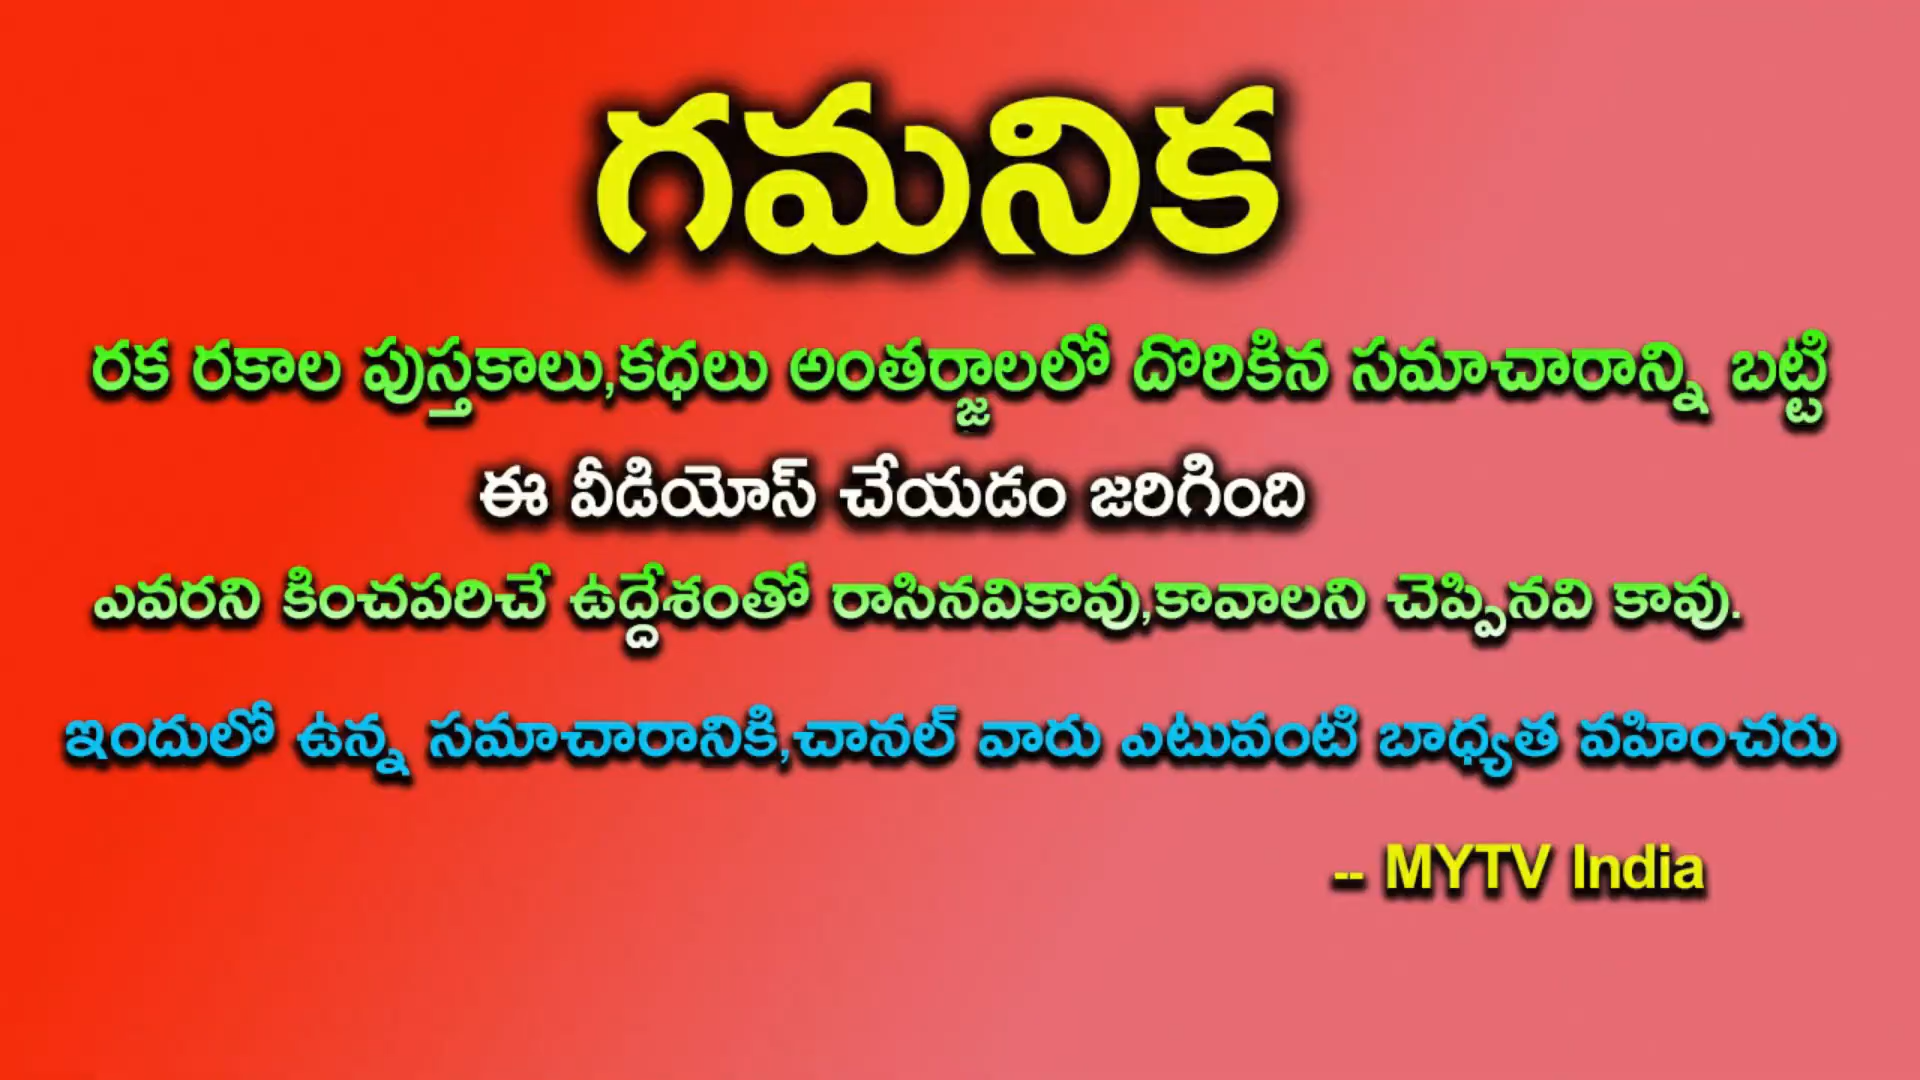 గమనిక
రక రకాల పుస్తకాలు,కధలు అంతర్జాలలో దొరికిన సమాచారాన్ని బట్టి
ఈ వీడియోస్ చేయడం జరిగింది
ఎవరని కించపరిచే ఉద్దేశంతో రాసినవికావు,కావాలని చెప్పినవి కావు.
ఇందులో ఉన్న సమాచారానికి,చానల్ వారు ఎటువంటి బాధ్యత వహించరు
-- MYTV India